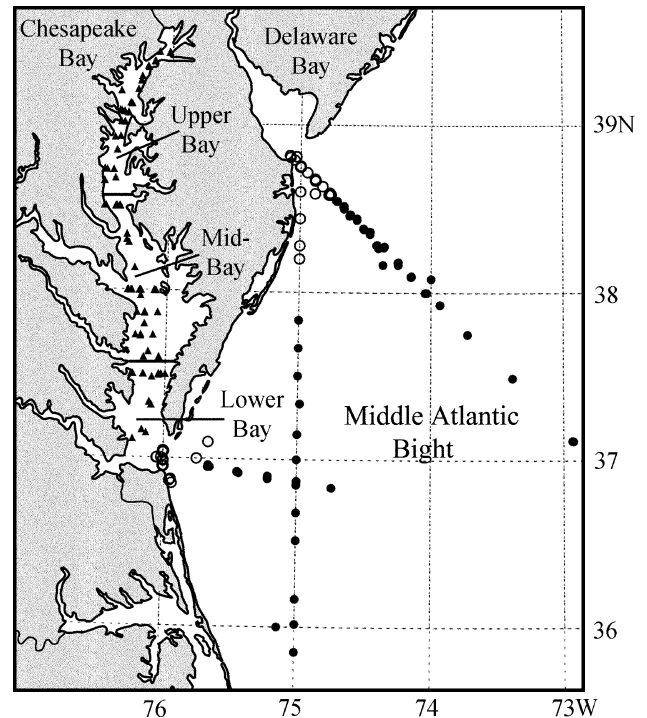 Chesapeake
Bay
Delaware
Bay
Upper
Bay
39N
Mid-
Bay
38
Lower
Bay
Middle Atlantic
Bight
37
36
76
75
74
73W